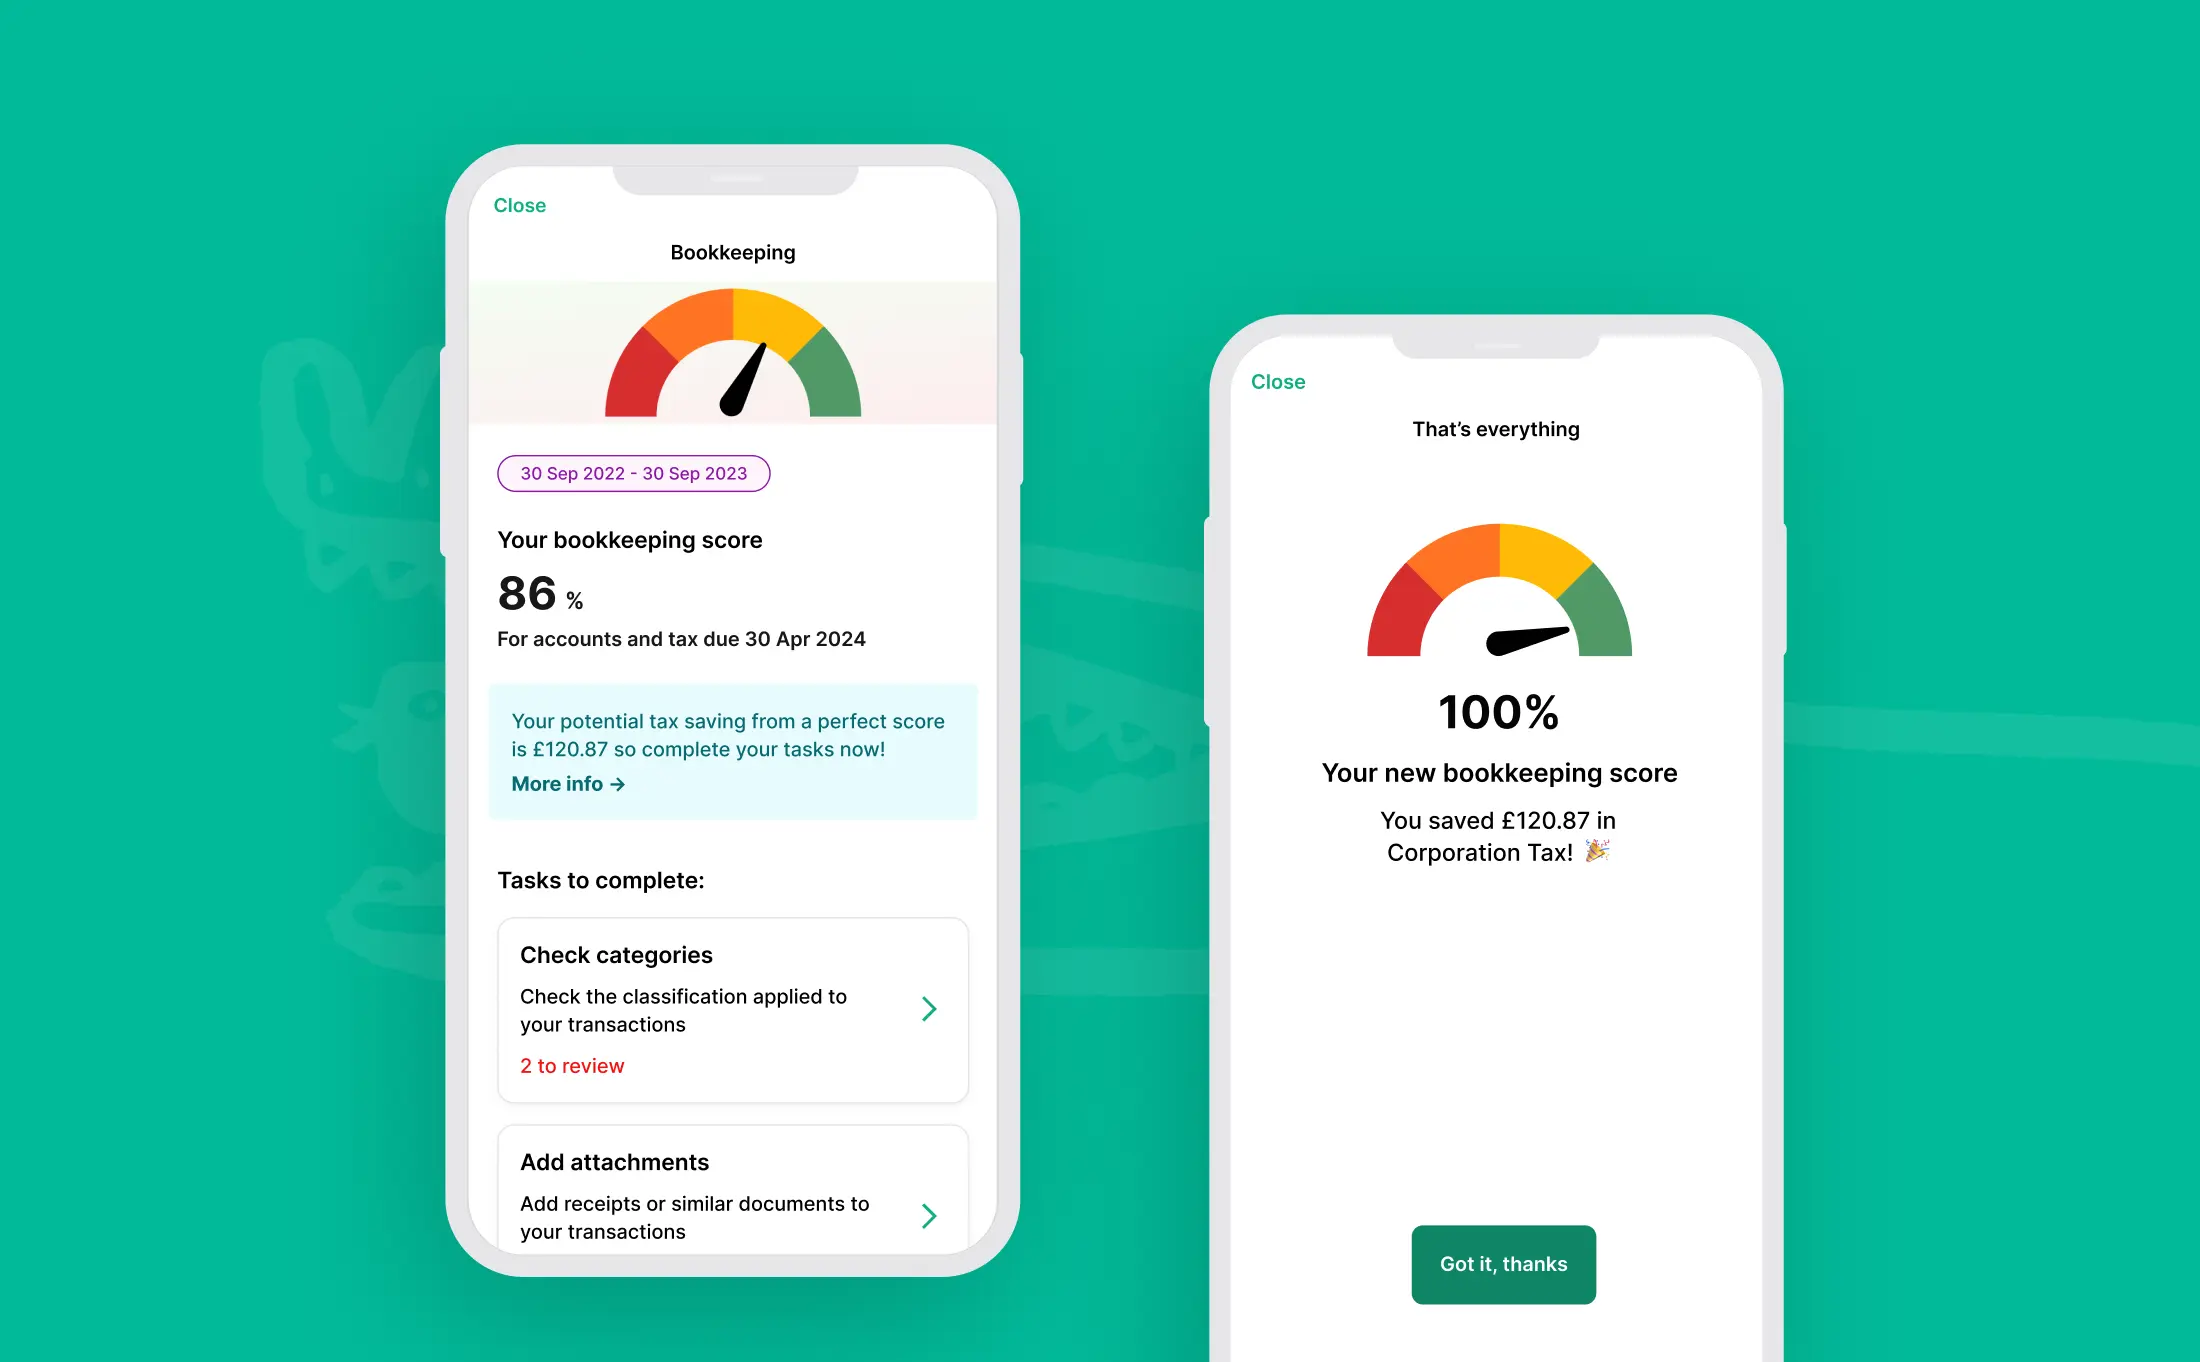 Close
Bookkeeping
30 Sep 2022 - 30 Sep 2023
Your bookkeeping score
86 %
For accounts and tax due 30 Apr 2024
Your potential tax saving from a perfect score
is £120.87 so complete your tasks now!
More info →
Tasks to complete:
Check categories
Check the classification applied to
your transactions
2 to review
Add attachments
Add receipts or similar documents to
your transactions
Close
That’s everything
100%
Your new bookkeeping score
You saved £120.87 in
Corporation Tax! 🎉
Got it, thanks